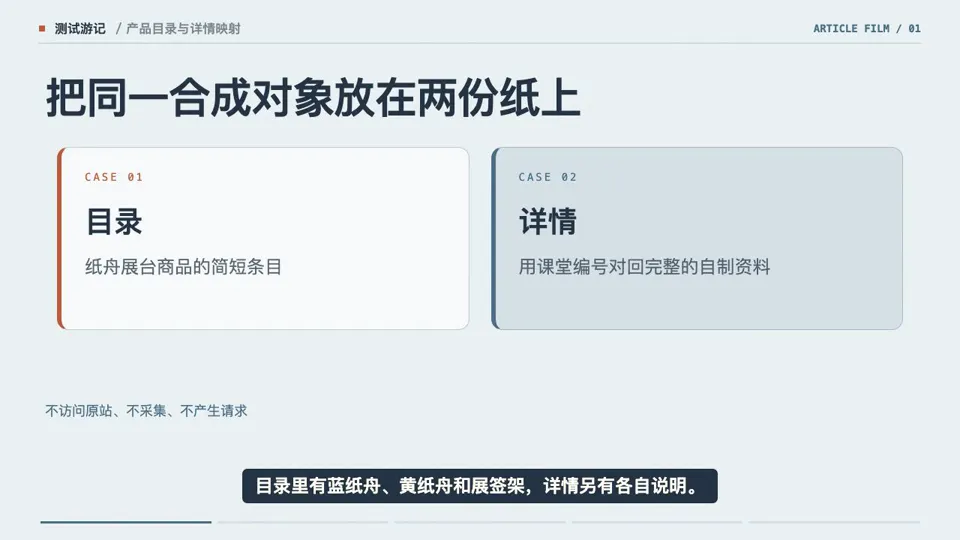 测试游记 / 产品目录与详情映射
ARTICLE FILM / 01
把同一合成对象放在两份纸上
CASE 01
目录
纸舟展台商品的简短条目
CASE 02
详情
用课堂编号对回完整的自制资料
不访问原站、不采集、不产生请求
目录里有蓝纸舟、黄纸舟和展签架，详情另有各自说明。